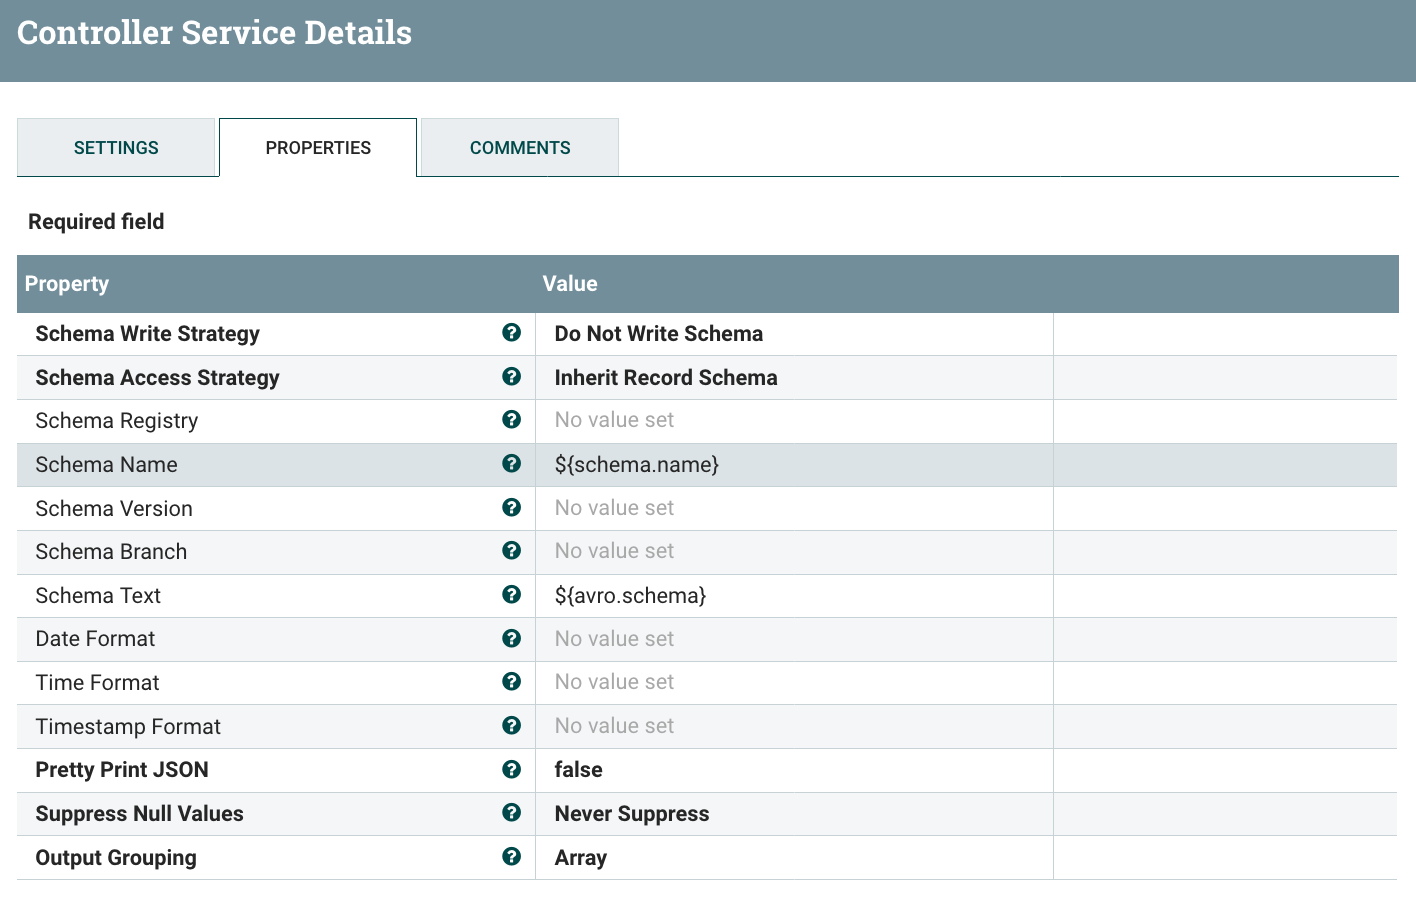 Controller Service Details
SETTINGS PROPERTIES COMMENTS
Required field
Property Value
Schema Write Strategy Do Not Write Schema
Schema Access Strategy Inherit Record Schema
Schema Registry No value set
Schema Name ${schema.name}
Schema Version No value set
Schema Branch No value set
Schema Text ${avro.schema}
Date Format No value set
Time Format No value set
Timestamp Format No value set
Pretty Print JSON false
Suppress Null Values Never Suppress
Output Grouping Array